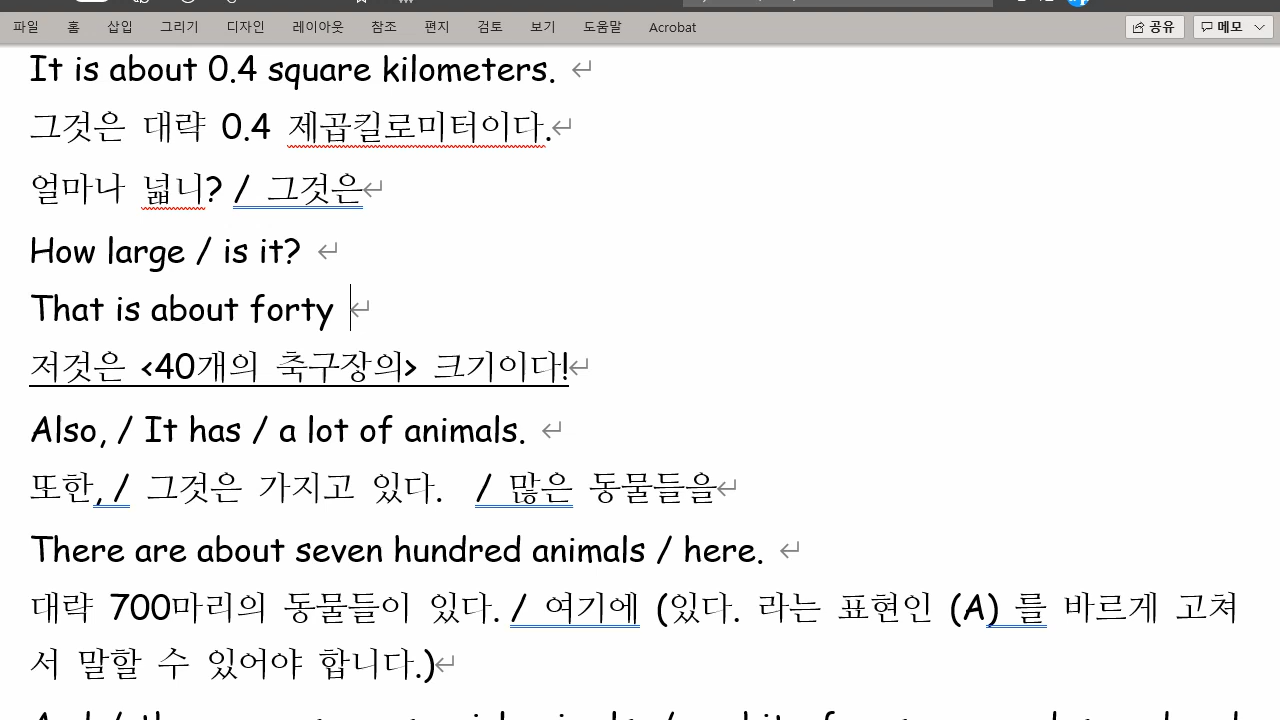 파일 홈 삽입 그리기 디자인 레이아웃 참조 편지 검토 보기 도움말 Acrobat 공유 메모
It is about 0.4 square kilometers.
그것은 대략 0.4 제곱킬로미터이다.
얼마나 넓니? / 그것은
How large / is it?
That is about forty
저것은 <40개의 축구장의> 크기이다!
Also, / It has / a lot of animals.
또한, / 그것은 가지고 있다. / 많은 동물들을
There are about seven hundred animals / here.
대략 700마리의 동물들이 있다. / 여기에 (있다. 라는 표현인 (A) 를 바르게 고쳐
서 말할 수 있어야 합니다.)